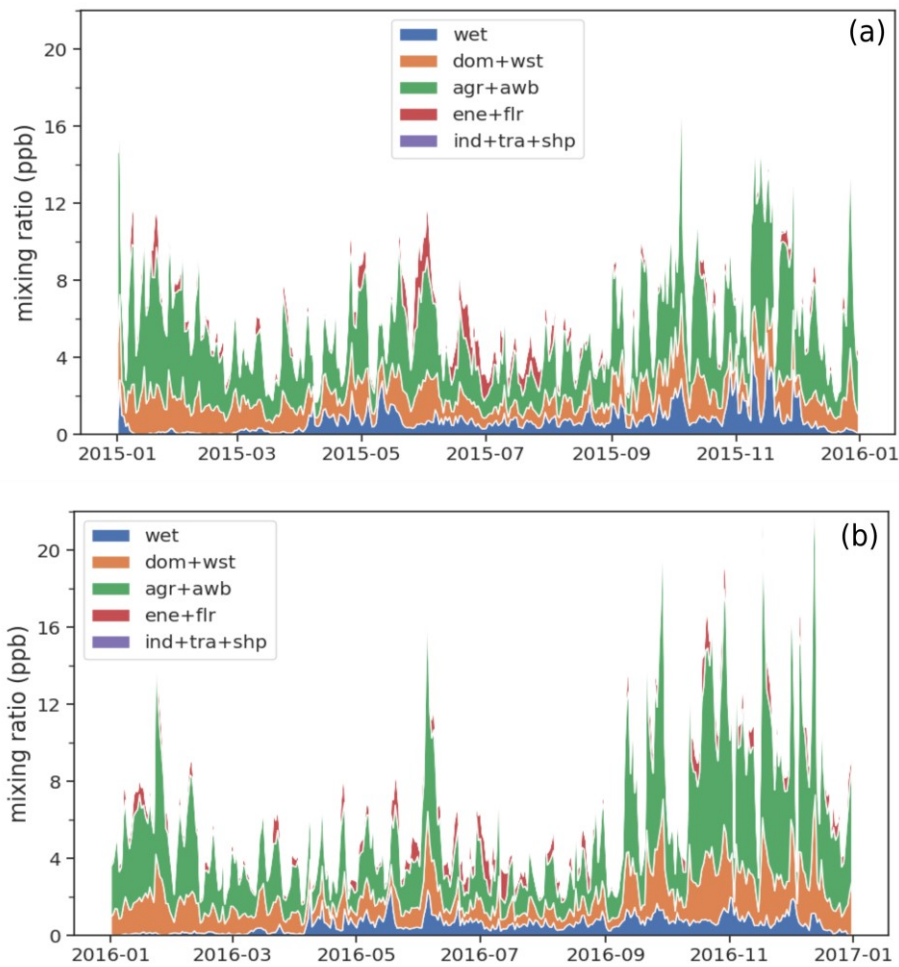 (a)
wet
dom+wst
agr+awb
ene+flr
ind+tra+shp
mixing ratio (ppb)
20
16
12
8
4
0
2015-01 2015-03 2015-05 2015-07 2015-09 2015-11 2016-01
(b)
wet
dom+wst
agr+awb
ene+flr
ind+tra+shp
mixing ratio (ppb)
20
16
12
8
4
0
2016-01 2016-03 2016-05 2016-07 2016-09 2016-11 2017-01